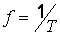 f = 1/T